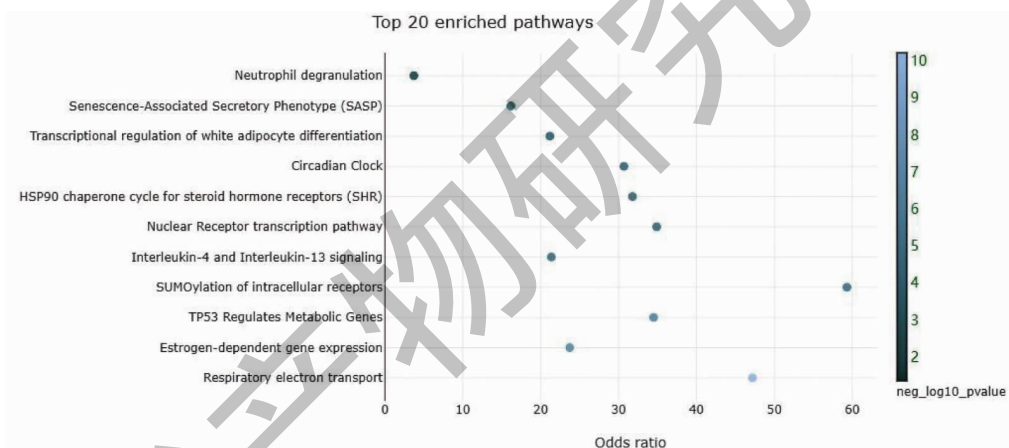 Top 20 enriched pathways
Neutrophil degranulation
Senescence-Associated Secretory Phenotype (SASP)
Transcriptional regulation of white adipocyte differentiation
Circadian Clock
HSP90 chaperone cycle for steroid hormone receptors (SHR)
Nuclear Receptor transcription pathway
Interleukin-4 and Interleukin-13 signaling
SUMOylation of intracellular receptors
TP53 Regulates Metabolic Genes
Estrogen-dependent gene expression
Respiratory electron transport
0 10 20 30 40 50 60
Odds ratio
10
9
8
7
6
5
4
3
2
neg_log10_pvalue
物研究